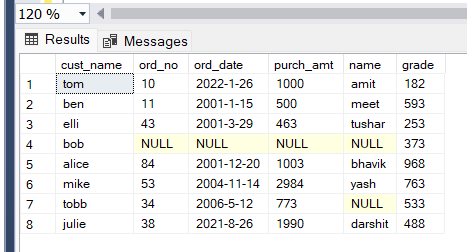 120 %
Results Messages
cust_name ord_no ord_date purch_amt name grade
1 tom 10 2022-1-26 1000 amit 182
2 ben 11 2001-1-15 500 meet 593
3 elli 43 2001-3-29 463 tushar 253
4 bob NULL NULL NULL NULL 373
5 alice 84 2001-12-20 1003 bhavik 968
6 mike 53 2004-11-14 2984 yash 763
7 tobb 34 2006-5-12 773 NULL 533
8 julie 38 2021-8-26 1990 darshit 488